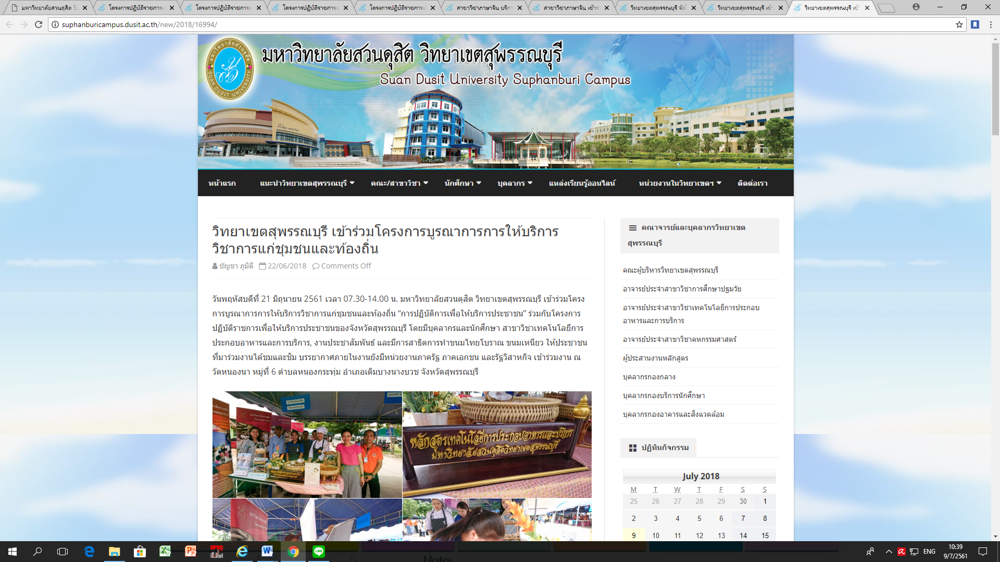 มหาวิทยาลัยสวนดุสิต S
โครงการปฏิบัติราชการเ
โครงการปฏิบัติราชการเ
โครงการปฏิบัติราชการเ
โครงการปฏิบัติราชการเ
สาขาวิชาภาษาจีน บริกา
สาขาวิชาภาษาจีน เข้าร่
วิทยาเขตสุพรรณบุรี จัดโ
วิทยาเขตสุพรรณบุรี เข้า
วิทยาเขตสุพรรณบุรี เข้า
suphanburicampus.dusit.ac.th/new/2018/16994/
มหาวิทยาลัยสวนดุสิต วิทยาเขตสุพรรณบุรี
Suan Dusit University Suphanburi Campus
SUAN DUSIT UNIVERSITY
หน้าแรก แนะนำวิทยาเขตสุพรรณบุรี คณะ/สาขาวิชา นักศึกษา บุคลากร แหล่งเรียนรู้ออนไลน์ หน่วยงานในวิทยาเขตฯ ติดต่อเรา
วิทยาเขตสุพรรณบุรี เข้าร่วมโครงการบูรณาการการให้บริการ
วิชาการแก่ชุมชนและท้องถิ่น
บัญชา ภูมิดี 22/06/2018 Comments Off
วันพฤหัสบดีที่ 21 มิถุนายน 2561 เวลา 07.30-14.00 น. มหาวิทยาลัยสวนดุสิต วิทยาเขตสุพรรณบุรี เข้าร่วมโครง
การบูรณาการการให้บริการวิชาการแก่ชุมชนและท้องถิ่น “การปฏิบัติการเพื่อให้บริการประชาชน” ร่วมกับโครงการ
ปฏิบัติราชการเพื่อให้บริการประชาชนของจังหวัดสุพรรณบุรี โดยมีบุคลากรและนักศึกษา สาขาวิชาเทคโนโลยีการ
ประกอบอาหารและการบริการ, งานประชาสัมพันธ์ และมีการสาธิตการทำขนมไทยโบราณ ขนมเหนียว ให้ประชาชน
ที่มาร่วมงานได้ชมและชิม บรรยากาศภายในงานยังมีหน่วยงานภาครัฐ ภาคเอกชน และรัฐวิสาหกิจ เข้าร่วมงาน ณ
วัดหนองนา หมู่ที่ 6 ตำบลหนองกระทุ่ม อำเภอเดิมบางนางบวช จังหวัดสุพรรณบุรี
หลักสูตรเทคโนโลยีการประกอบอาหารและบริการ
มหาวิทยาลัยสวนดุสิตวิทยาเขตสุพรรณบุรี
คณาจารย์และบุคลากรวิทยาเขต
สุพรรณบุรี
คณะผู้บริหารวิทยาเขตสุพรรณบุรี
อาจารย์ประจำสาขาวิชาการศึกษาปฐมวัย
อาจารย์ประจำสาขาวิชาเทคโนโลยีการประกอบ
อาหารและการบริการ
อาจารย์ประจำสาขาวิชาคหกรรมศาสตร์
ผู้ประสานงานหลักสูตร
บุคลากรกองกลาง
บุคลากรกองบริการนักศึกษา
บุคลากรกองอาคารและสิ่งแวดล้อม
ปฏิทินกิจกรรม
July 2018
M T W T F S S
25 26 27 28 29 30 1
2 3 4 5 6 7 8
9 10 11 12 13 14 15
SPSS
LINE
ENG
10:39
9/7/2561
Notes